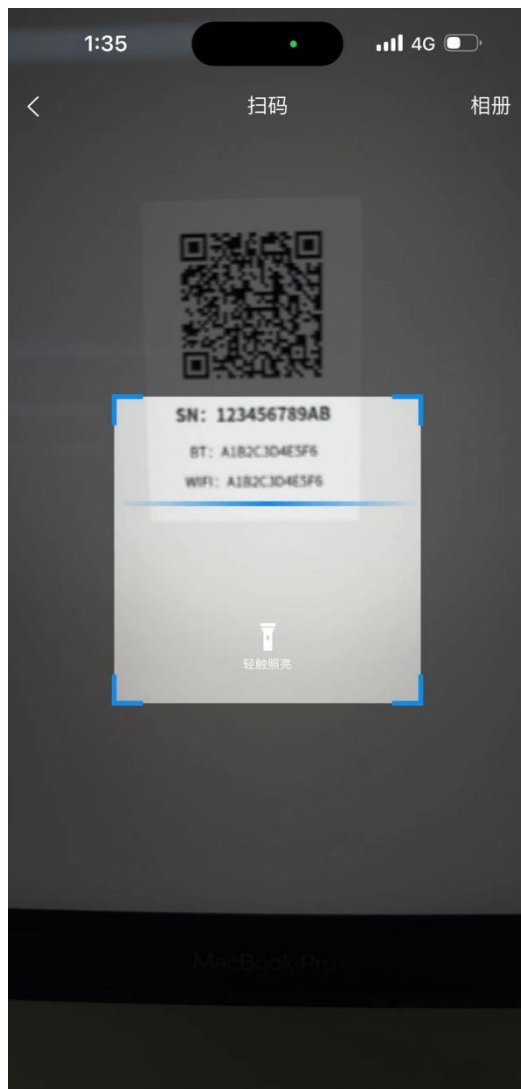 1:35
4G
扫码
相册
SN: 123456789AB
BT: A1B2C3D4E5F6
WIFI: A1B2C3D4E5F6
轻触照亮
MacBook Pro